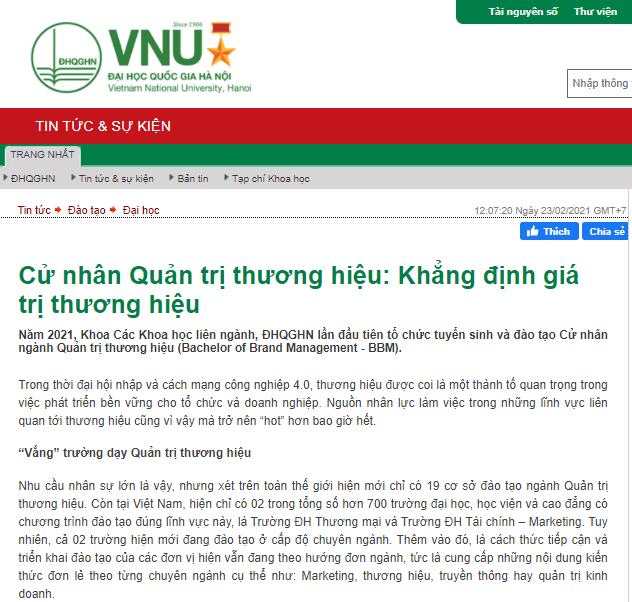 Tài nguyên số Thư viện
Since 1906
ĐHQGHN
VNU
ĐẠI HỌC QUỐC GIA HÀ NỘI
Vietnam National University, Hanoi
Nhập thông
TIN TỨC & SỰ KIỆN
TRANG NHẤT
ĐHQGHN Tin tức & sự kiện Bản tin Tạp chí Khoa học
Tin tức Đào tạo Đại học 12:07:20 Ngày 23/02/2021 GMT+7
Thích Chia sẻ
Cử nhân Quản trị thương hiệu: Khẳng định giá
trị thương hiệu
Năm 2021, Khoa Các Khoa học liên ngành, ĐHQGHN lần đầu tiên tổ chức tuyển sinh và đào tạo Cử nhân
ngành Quản trị thương hiệu (Bachelor of Brand Management - BBM).
Trong thời đại hội nhập và cách mạng công nghiệp 4.0, thương hiệu được coi là một thành tố quan trọng trong
việc phát triển bền vững cho tổ chức và doanh nghiệp. Nguồn nhân lực làm việc trong những lĩnh vực liên
quan tới thương hiệu cũng vì vậy mà trở nên “hot” hơn bao giờ hết.
“Vắng” trường dạy Quản trị thương hiệu
Nhu cầu nhân sự lớn là vậy, nhưng xét trên toàn thế giới hiện mới chỉ có 19 cơ sở đào tạo ngành Quản trị
thương hiệu. Còn tại Việt Nam, hiện chỉ có 02 trong tổng số hơn 700 trường đại học, học viện và cao đẳng có
chương trình đào tạo đúng lĩnh vực này, là Trường ĐH Thương mại và Trường ĐH Tài chính – Marketing. Tuy
nhiên, cả 02 trường hiện mới đang đào tạo ở cấp độ chuyên ngành. Thêm vào đó, là cách thức tiếp cận và
triển khai đào tạo của các đơn vị hiện vẫn đang theo hướng đơn ngành, tức là cung cấp những nội dung kiến
thức đơn lẻ theo từng chuyên ngành cụ thể như: Marketing, thương hiệu, truyền thông hay quản trị kinh
doanh.